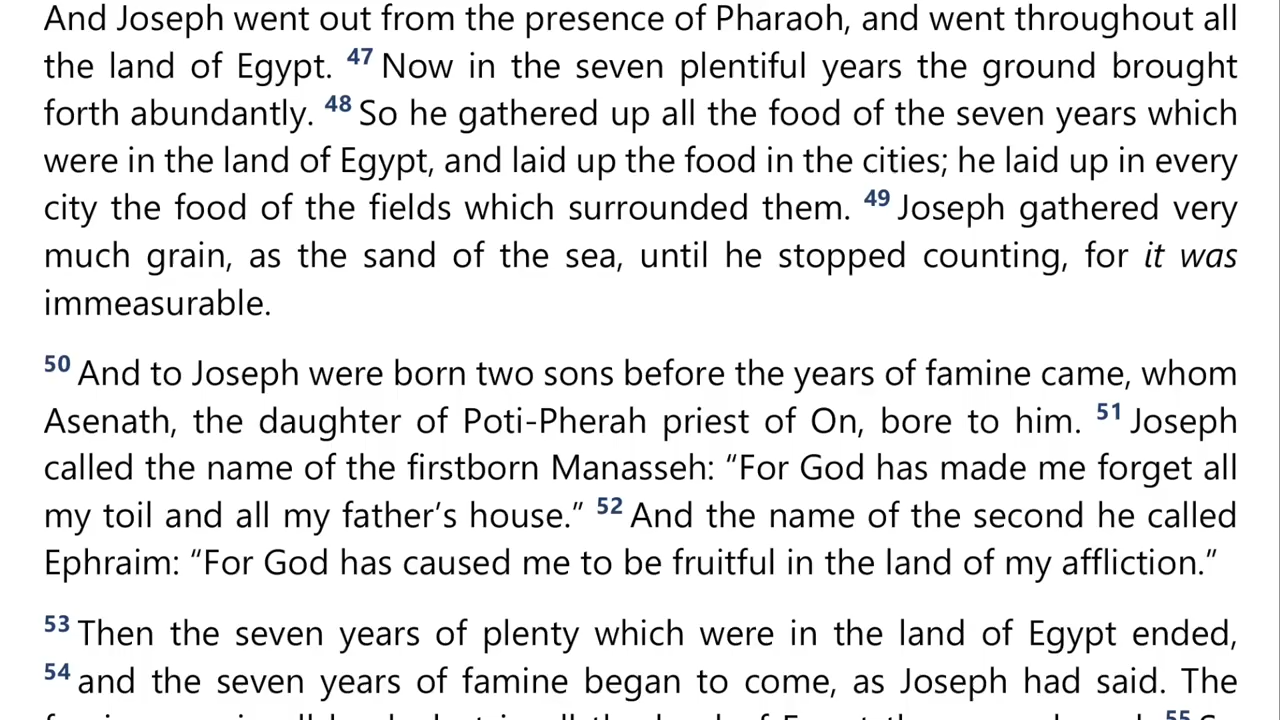 And Joseph went out from the presence of Pharaoh, and went throughout all
the land of Egypt. 47 Now in the seven plentiful years the ground brought
forth abundantly. 48 So he gathered up all the food of the seven years which
were in the land of Egypt, and laid up the food in the cities; he laid up in every
city the food of the fields which surrounded them. 49 Joseph gathered very
much grain, as the sand of the sea, until he stopped counting, for it was
immeasurable.
50 And to Joseph were born two sons before the years of famine came, whom
Asenath, the daughter of Poti-Pherah priest of On, bore to him. 51 Joseph
called the name of the firstborn Manasseh: “For God has made me forget all
my toil and all my father’s house.” 52 And the name of the second he called
Ephraim: “For God has caused me to be fruitful in the land of my affliction.”
53 Then the seven years of plenty which were in the land of Egypt ended,
54 and the seven years of famine began to come, as Joseph had said. The
55